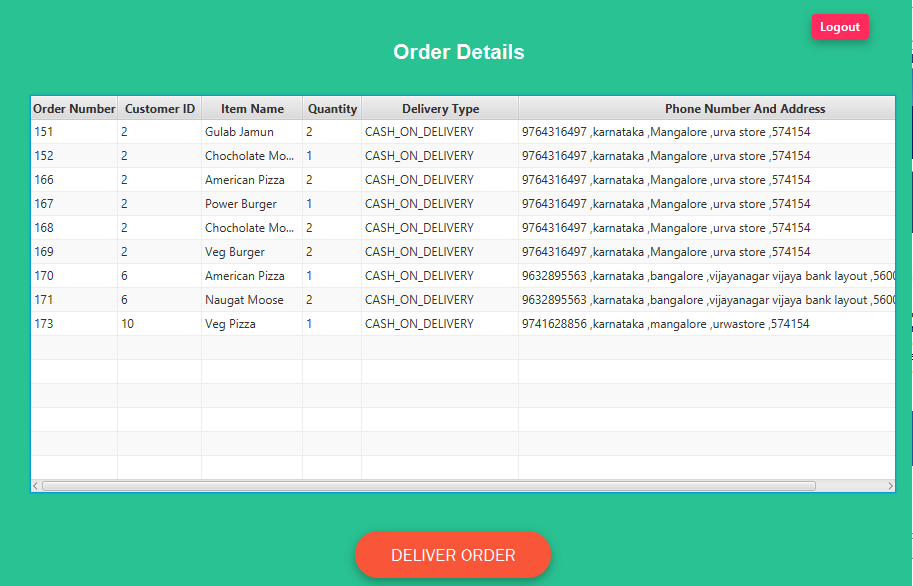 Logout
Order Details
Order Number Customer ID Item Name Quantity Delivery Type Phone Number And Address
151 2 Gulab Jamun 2 CASH_ON_DELIVERY 9764316497 ,karnataka ,Mangalore ,urva store ,574154
152 2 Chocholate Mo... 1 CASH_ON_DELIVERY 9764316497 ,karnataka ,Mangalore ,urva store ,574154
166 2 American Pizza 2 CASH_ON_DELIVERY 9764316497 ,karnataka ,Mangalore ,urva store ,574154
167 2 Power Burger 1 CASH_ON_DELIVERY 9764316497 ,karnataka ,Mangalore ,urva store ,574154
168 2 Chocholate Mo... 2 CASH_ON_DELIVERY 9764316497 ,karnataka ,Mangalore ,urva store ,574154
169 2 Veg Burger 2 CASH_ON_DELIVERY 9764316497 ,karnataka ,Mangalore ,urva store ,574154
170 6 American Pizza 1 CASH_ON_DELIVERY 9632895563 ,karnataka ,bangalore ,vijayanagar vijaya bank layout ,560
171 6 Naugat Moose 2 CASH_ON_DELIVERY 9632895563 ,karnataka ,bangalore ,vijayanagar vijaya bank layout ,560
173 10 Veg Pizza 1 CASH_ON_DELIVERY 9741628856 ,karnataka ,mangalore ,urwastore ,574154
DELIVER ORDER